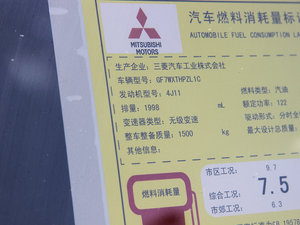 汽车燃料消耗量标
AUTOMOBILE FUEL CONSUMPTION LA
MITSUBISHI
MOTORS
生产企业：三菱汽车工业株式会社
车辆型号：GF7WXTHPZL1C
发动机型号：4J11
燃料类型：汽油
排量：1998 mL
额定功率：122
变速器类型：无级变速
驱动形式：分时全
整车整备质量：1500 kg
最大设计总质量：
其他信息：
燃料消耗量
市区工况：9.7
综合工况：7.5
市郊工况：6.3